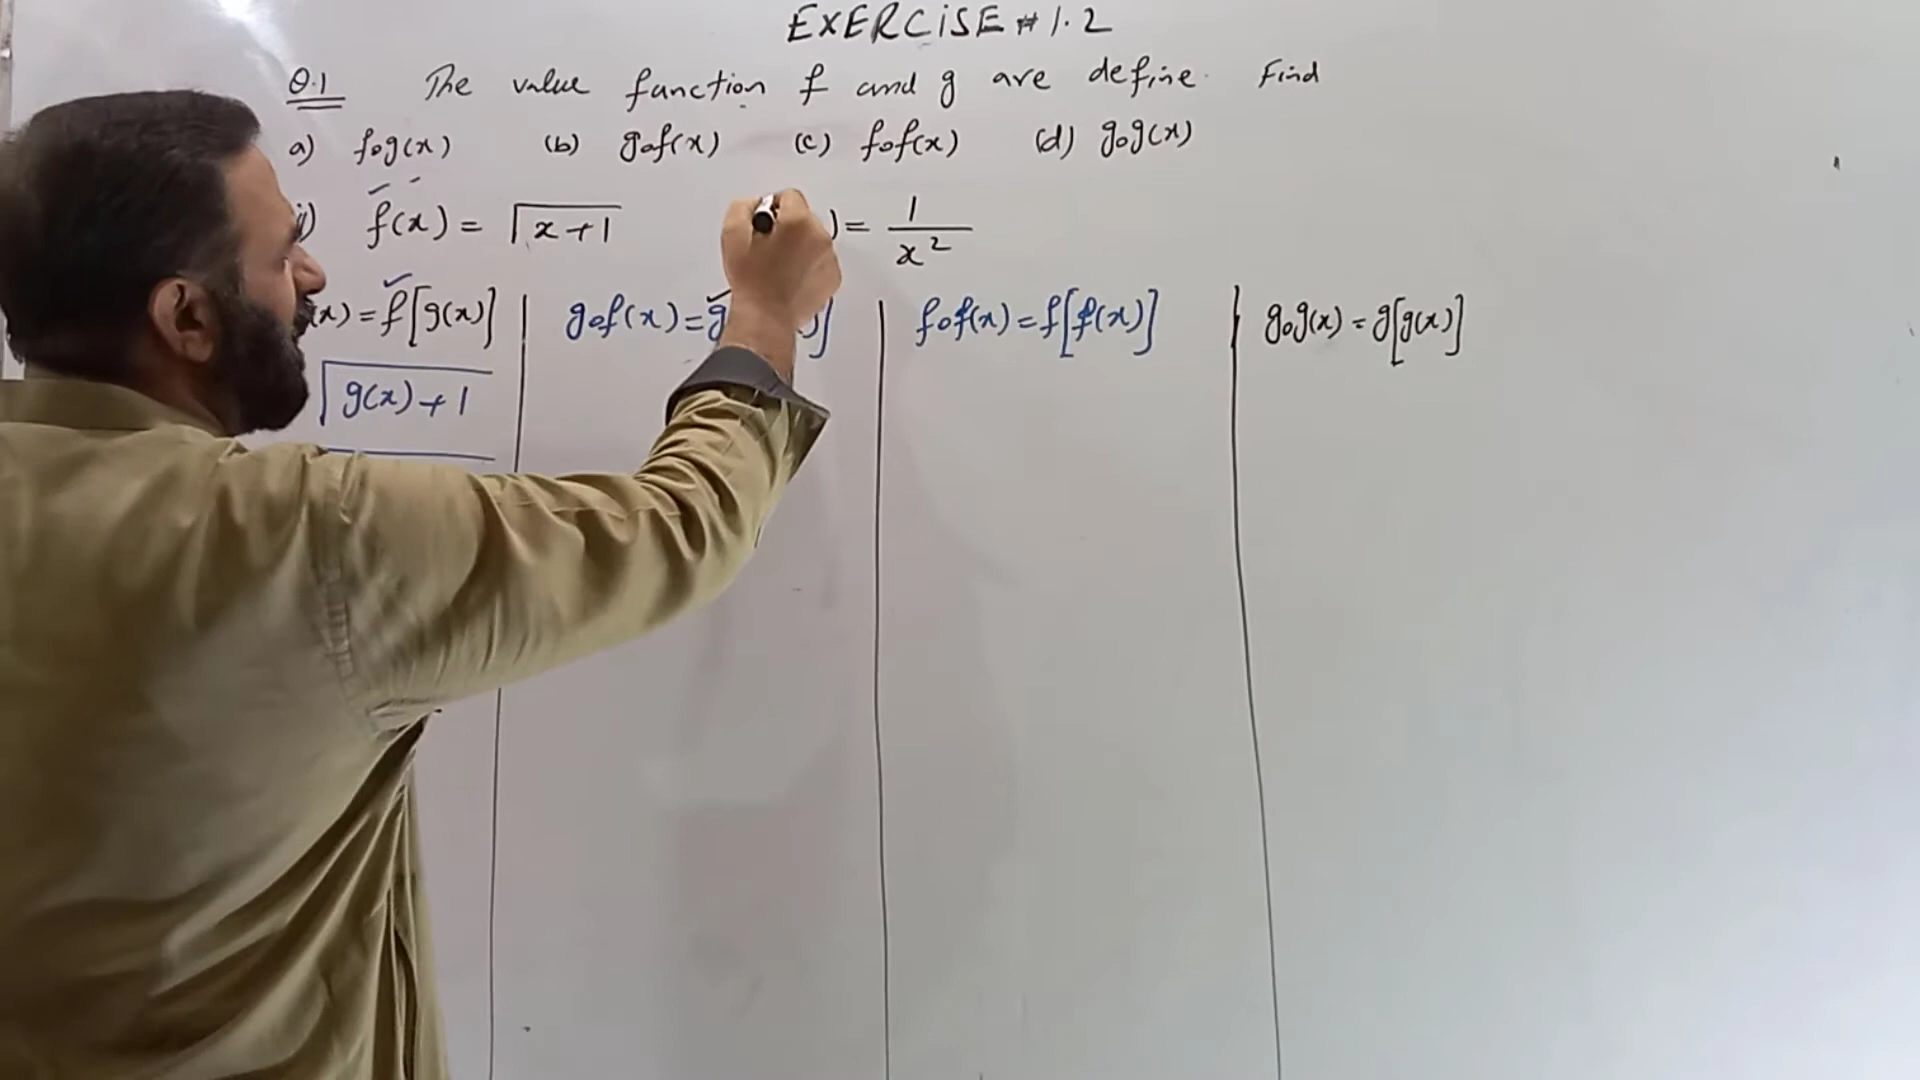 EXERCISE # 1.2
Q.1 The value function f and g are define. Find
a) fog(x) (b) gof(x) (c) fof(x) (d) gog(x)
f(x) = √x+1 ) = 1/x²
(x) = f[g(x)] gof(x) = g )] fof(x) = f[f(x)] gog(x) = g[g(x)]
√g(x) + 1